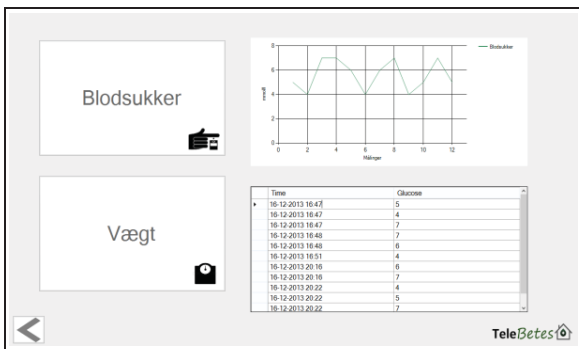 Blodsukker
Vægt
8
6
4
2
0
0 2 4 6 8 10 12
mmol/l
Målinger
Blodsukker
Time Glucose
16-12-2013 16:47 5
16-12-2013 16:47 4
16-12-2013 16:47 7
16-12-2013 16:48 7
16-12-2013 16:48 6
16-12-2013 16:51 4
16-12-2013 20:16 6
16-12-2013 20:16 7
16-12-2013 20:22 4
16-12-2013 20:22 5
16-12-2013 20:22 7
TeleBetes